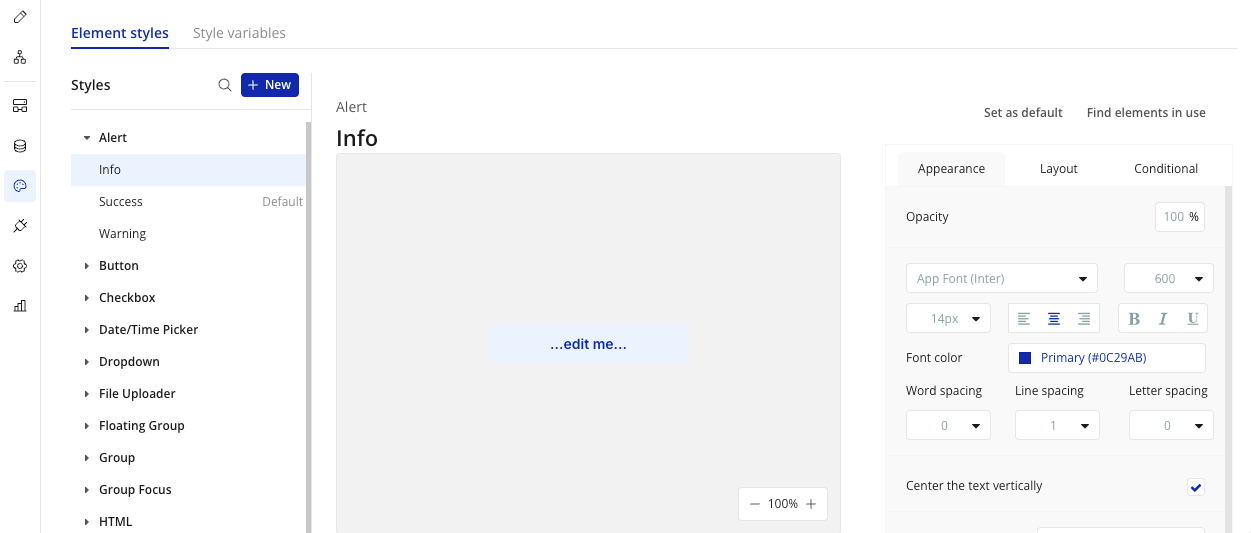 Element styles
Style variables
Styles
New
Alert
Info
Success
Default
Warning
Button
Checkbox
Date/Time Picker
Dropdown
File Uploader
Floating Group
Group
Group Focus
HTML
Alert
Info
...edit me...
100%
Set as default
Find elements in use
Appearance
Layout
Conditional
Opacity
100 %
App Font (Inter)
600
14px
B I U
Font color
Primary (#0C29AB)
Word spacing
Line spacing
Letter spacing
0
1
0
Center the text vertically